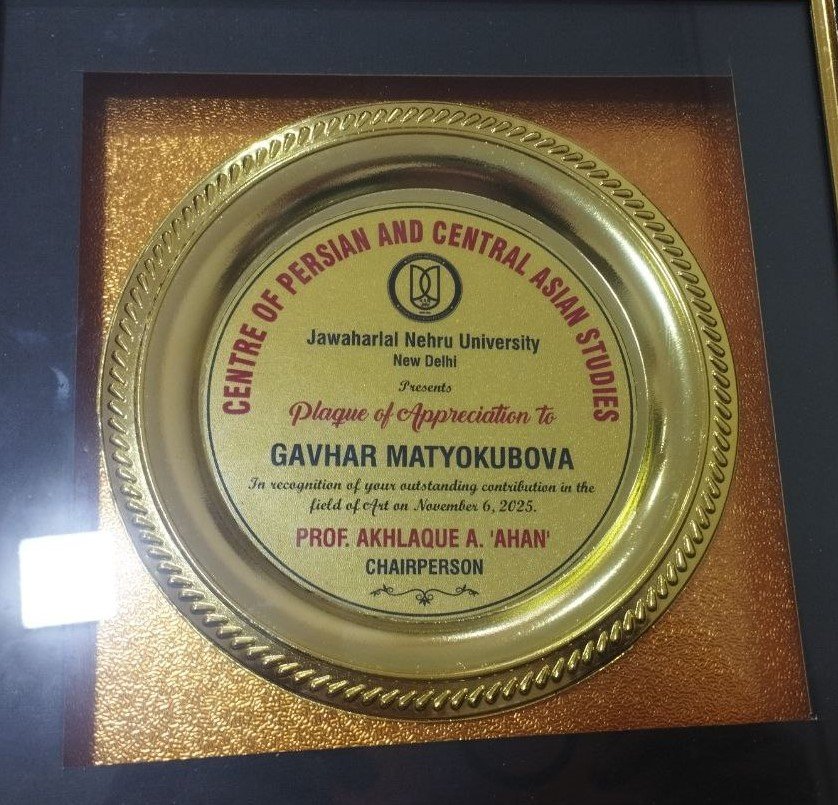 CENTRE OF PERSIAN AND CENTRAL ASIAN STUDIES
Jawaharlal Nehru University
New Delhi
Presents
Plaque of Appreciation to
GAVHAR MATYOKUBOVA
In recognition of your outstanding contribution in the
field of Art on November 6, 2025.
PROF. AKHLAQUE A. 'AHAN'
CHAIRPERSON